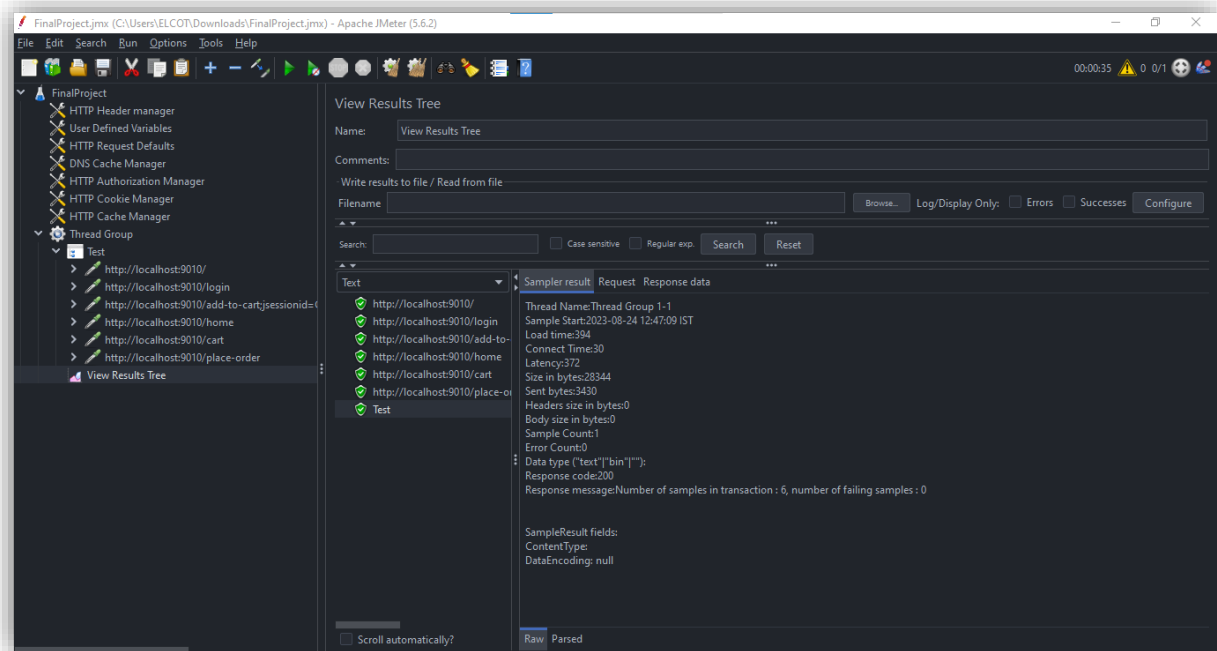 FinalProject.jmx (C:\Users\ELCOT\Downloads\FinalProject.jmx) - Apache JMeter (5.6.2)
File Edit Search Run Options Tools Help
00:00:35 0 0/1
FinalProject
HTTP Header manager
User Defined Variables
HTTP Request Defaults
DNS Cache Manager
HTTP Authorization Manager
HTTP Cookie Manager
HTTP Cache Manager
Thread Group
Test
http://localhost:9010/
http://localhost:9010/login
http://localhost:9010/add-to-cart;jsessionid=
http://localhost:9010/home
http://localhost:9010/cart
http://localhost:9010/place-order
View Results Tree
View Results Tree
Name: View Results Tree
Comments:
Write results to file / Read from file
Filename Browse... Log/Display Only: Errors Successes Configure
Search: Case sensitive Regular exp. Search Reset
Text
http://localhost:9010/
http://localhost:9010/login
http://localhost:9010/add-to-
http://localhost:9010/home
http://localhost:9010/cart
http://localhost:9010/place-o
Test
Scroll automatically?
Sampler result Request Response data
Thread Name:Thread Group 1-1
Sample Start:2023-08-24 12:47:09 IST
Load time:394
Connect Time:30
Latency:372
Size in bytes:28344
Sent bytes:3430
Headers size in bytes:0
Body size in bytes:0
Sample Count:1
Error Count:0
Data type ("text"|"bin"|""):
Response code:200
Response message:Number of samples in transaction : 6, number of failing samples : 0
SampleResult fields:
ContentType:
DataEncoding: null
Raw Parsed